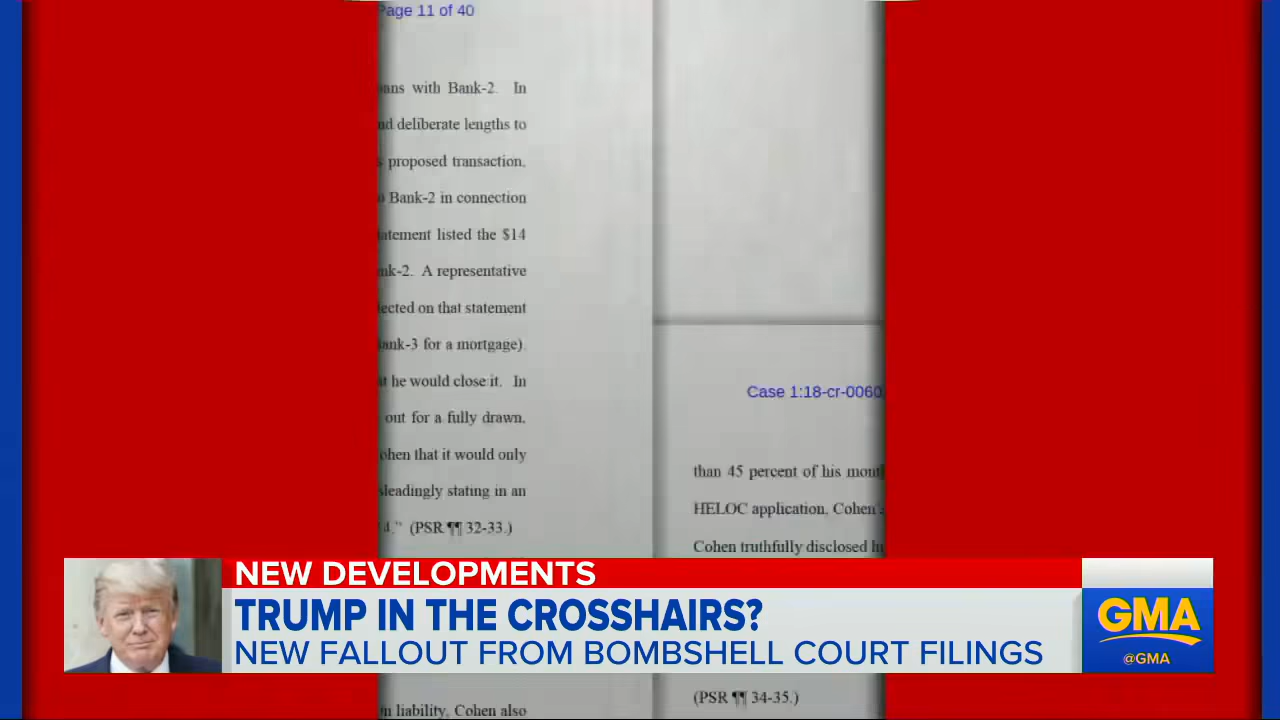 Page 11 of 40
ans with Bank-2. In
nd deliberate lengths to
s proposed transaction,
o Bank-2 in connection
atement listed the $14
nk-2. A representative
lected on that statement
ank-3 for a mortgage).
t he would close it. In
out for a fully drawn,
ohen that it would only
sleadingly stating in an
4." (PSR ¶¶ 32-33.)
n liability, Cohen also
Case 1:18-cr-0060
than 45 percent of his mont
HELOC application, Cohen's
Cohen truthfully disclosed hi
(PSR ¶¶ 34-35.)
NEW DEVELOPMENTS
TRUMP IN THE CROSSHAIRS?
NEW FALLOUT FROM BOMBSHELL COURT FILINGS
GMA
@GMA